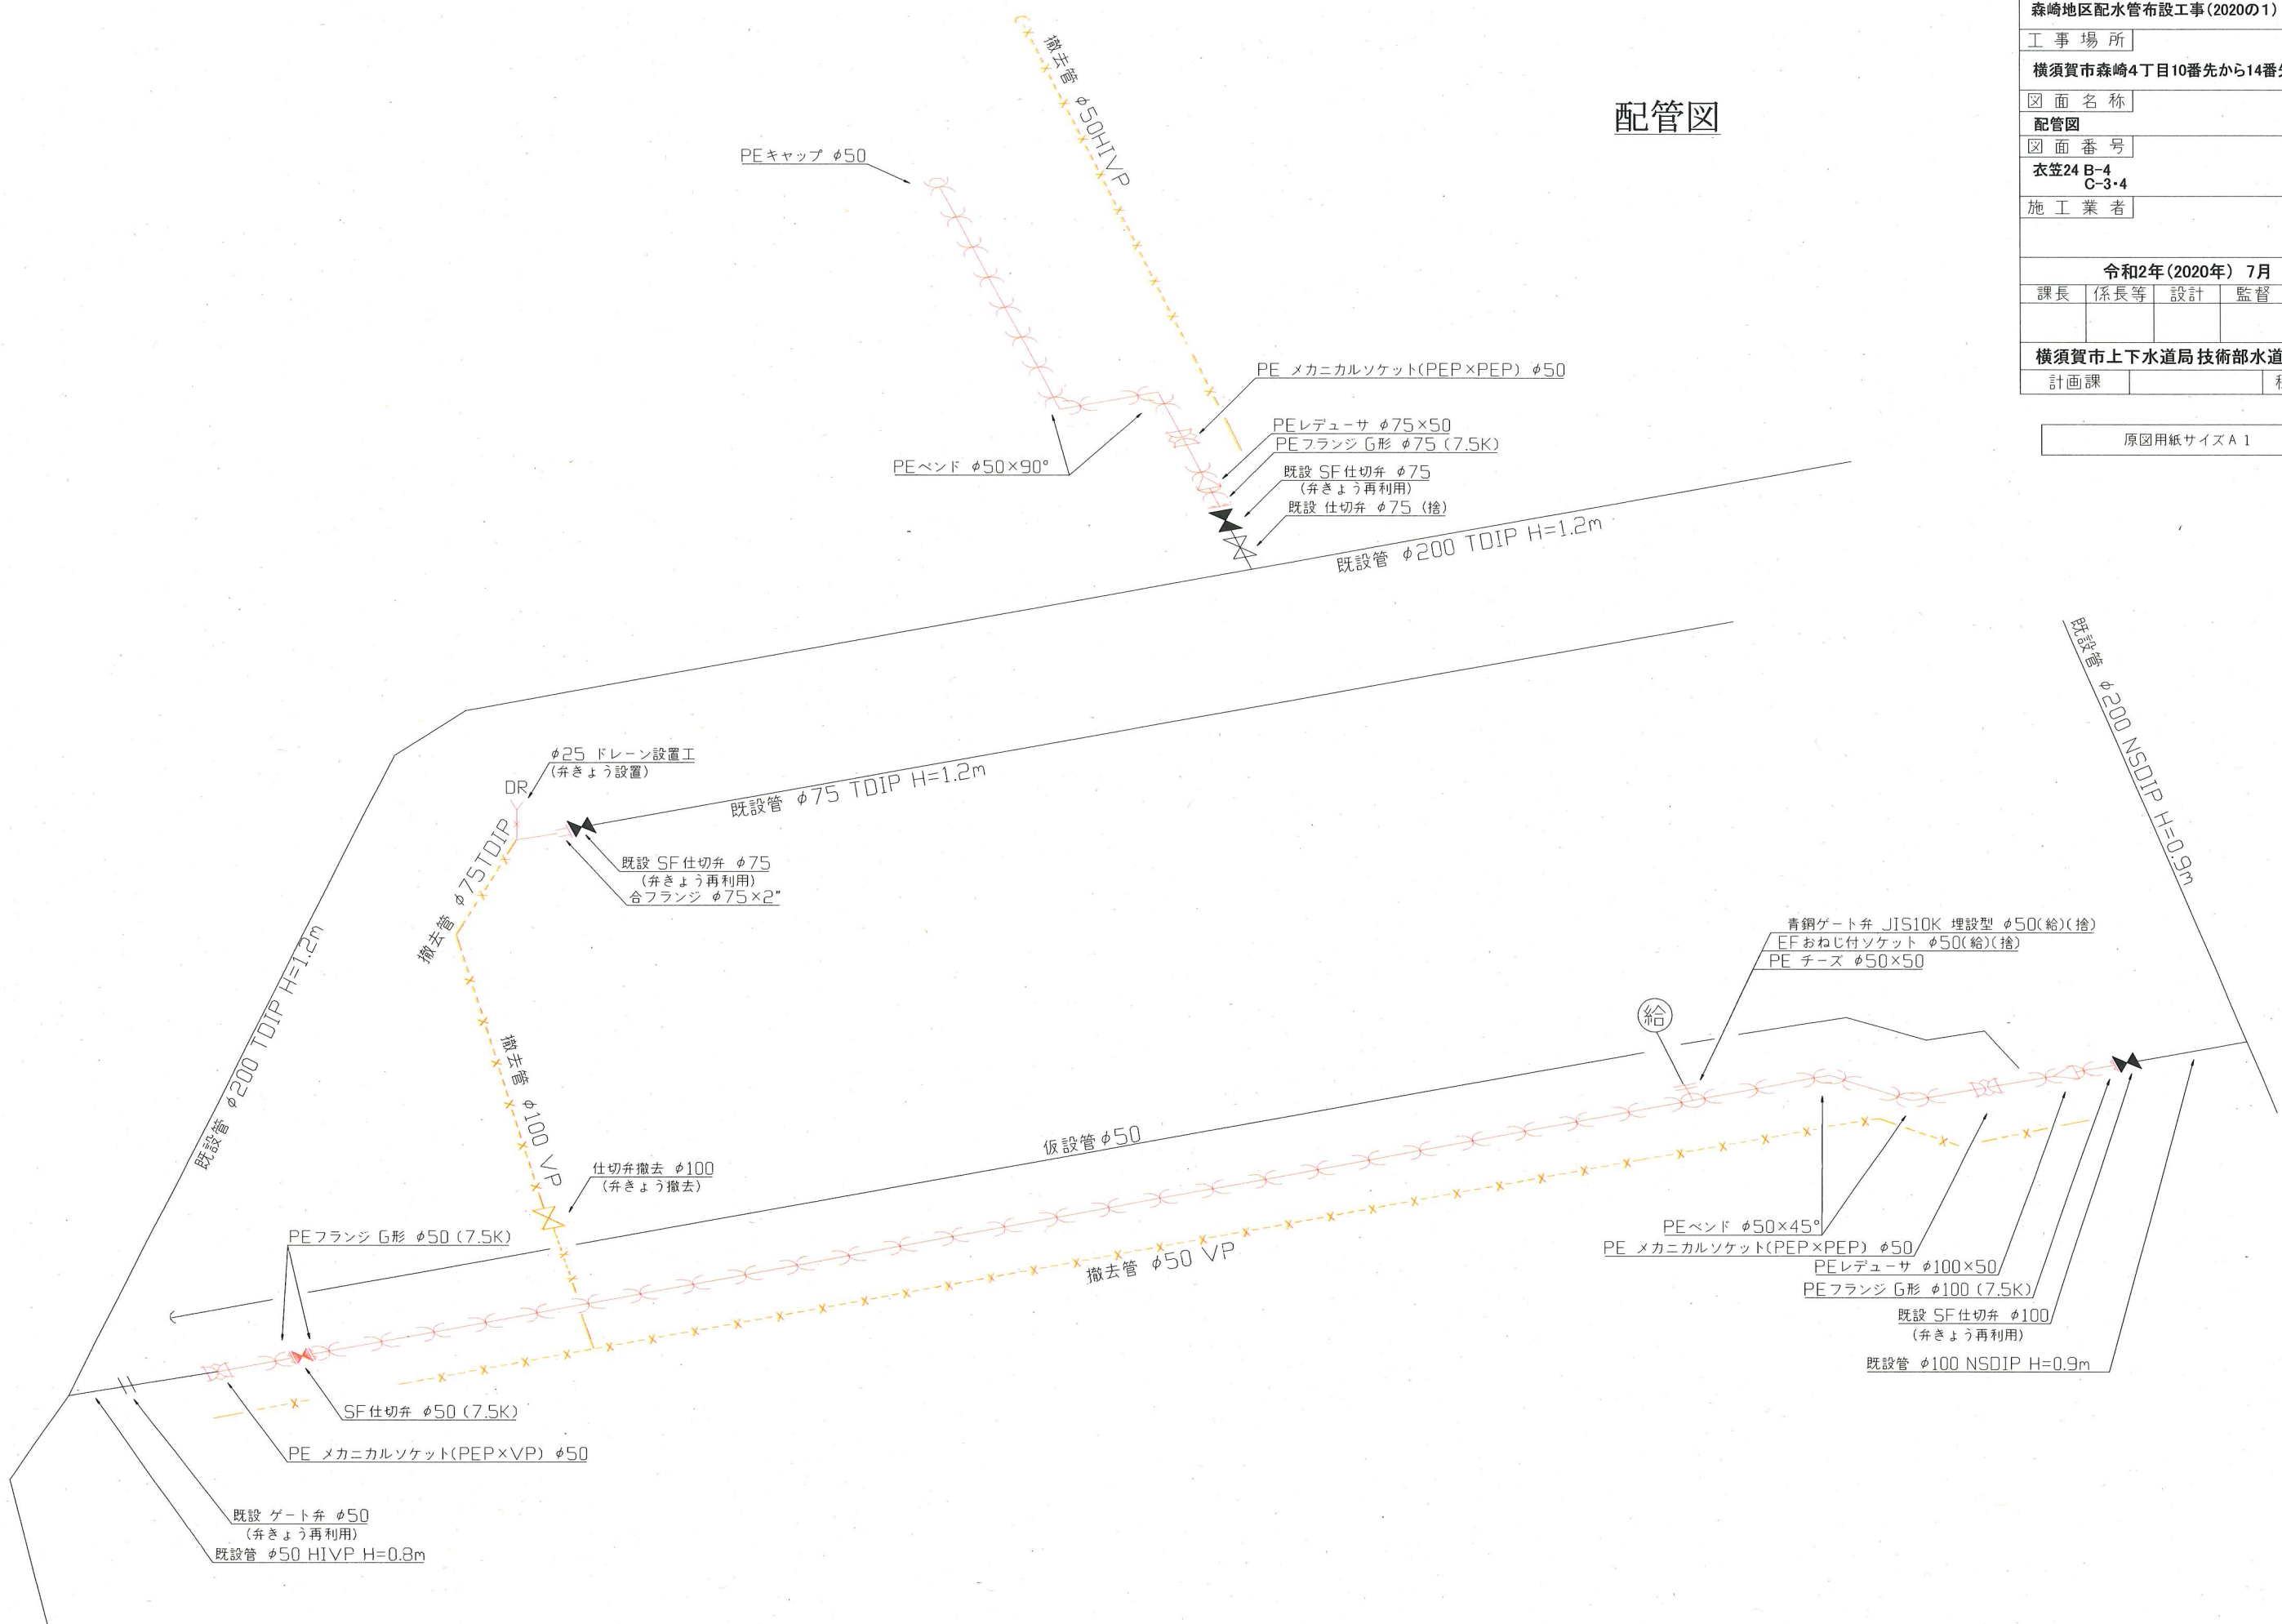 配管図
森崎地区配水管布設工事(2020の1)
工事場所
横須賀市森崎4丁目10番先から14番
図面名称
配管図
図面番号
衣笠24 B-4
C-3・4
施工業者
令和2年(2020年) 7月
課長 係長等 設計 監督
横須賀市上下水道局 技術部水道
計画課
原図用紙サイズA1
撤去管 φ50HIVP
PEキャップ φ50
PE メカニカルソケット(PEP×PEP) φ50
PEレデューサ φ75×50
PEフランジ G形 φ75 (7.5K)
PEベンド φ50×90°
既設 SF仕切弁 φ75
(弁きょう再利用)
既設 仕切弁 φ75 (捨)
既設管 φ200 TDIP H=1.2m
既設管 φ200 NSDIP H=0.9m
φ25 ドレーン設置工
(弁きょう設置)
DR
既設管 φ75 TDIP H=1.2m
撤去管 φ75TDIP
既設 SF仕切弁 φ75
(弁きょう再利用)
合フランジ φ75×2"
既設管 φ200 TDIP H=1.2m
撤去管 φ100 VP
青銅ゲート弁 JIS10K 埋設型 φ50(給)(捨)
EFおねじ付ソケット φ50(給)(捨)
PE チーズ φ50×50
給
仮設管φ50
仕切弁撤去 φ100
(弁きょう撤去)
PEフランジ G形 φ50 (7.5K)
撤去管 φ50 VP
PEベンド φ50×45°
PE メカニカルソケット(PEP×PEP) φ50
PEレデューサ φ100×50
PEフランジ G形 φ100 (7.5K)
既設 SF仕切弁 φ100
(弁きょう再利用)
既設管 φ100 NSDIP H=0.9m
SF仕切弁 φ50 (7.5K)
PE メカニカルソケット(PEP×VP) φ50
既設 ゲート弁 φ50
(弁きょう再利用)
既設管 φ50 HIVP H=0.8m